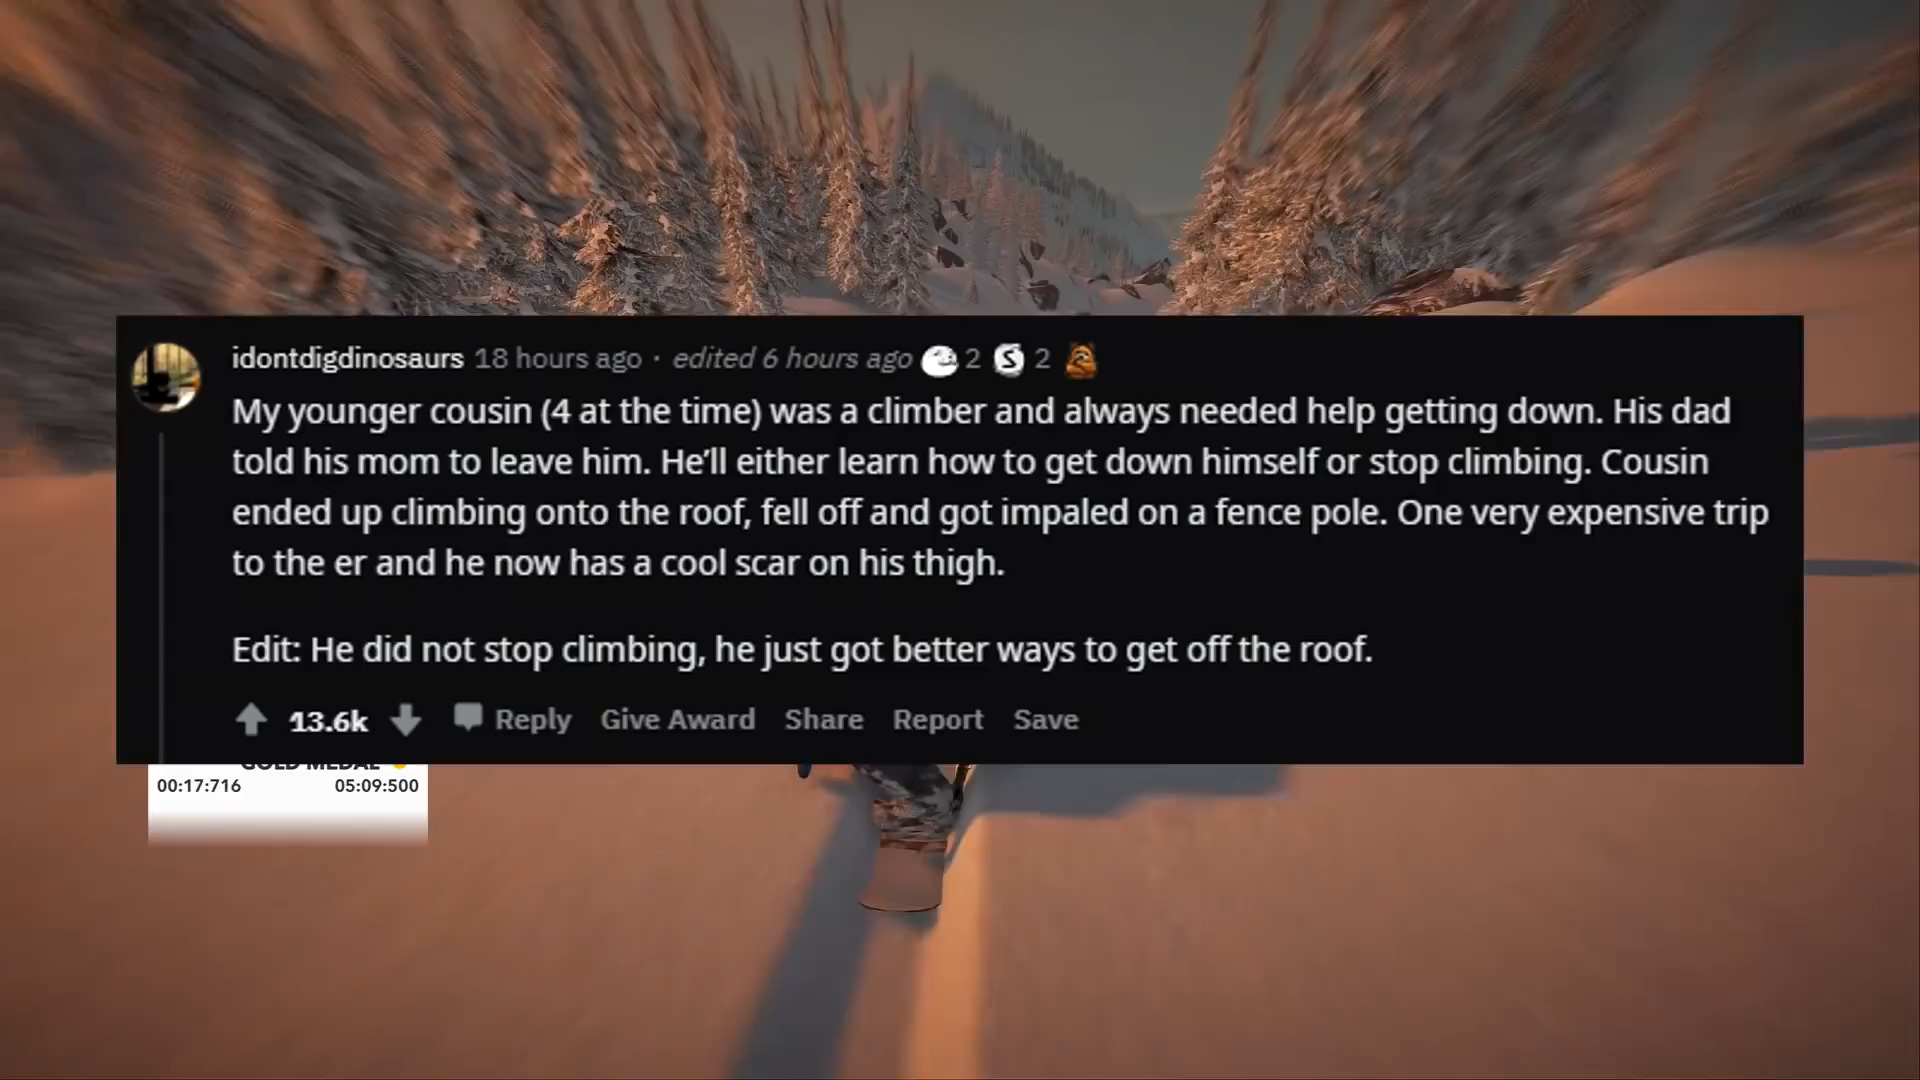 idontdigdinosaurs 18 hours ago · edited 6 hours ago 2 S 2
My younger cousin (4 at the time) was a climber and always needed help getting down. His dad
told his mom to leave him. He'll either learn how to get down himself or stop climbing. Cousin
ended up climbing onto the roof, fell off and got impaled on a fence pole. One very expensive trip
to the er and he now has a cool scar on his thigh.
Edit: He did not stop climbing, he just got better ways to get off the roof.
13.6k Reply Give Award Share Report Save
GOLD MEDAL
00:17:716 05:09:500